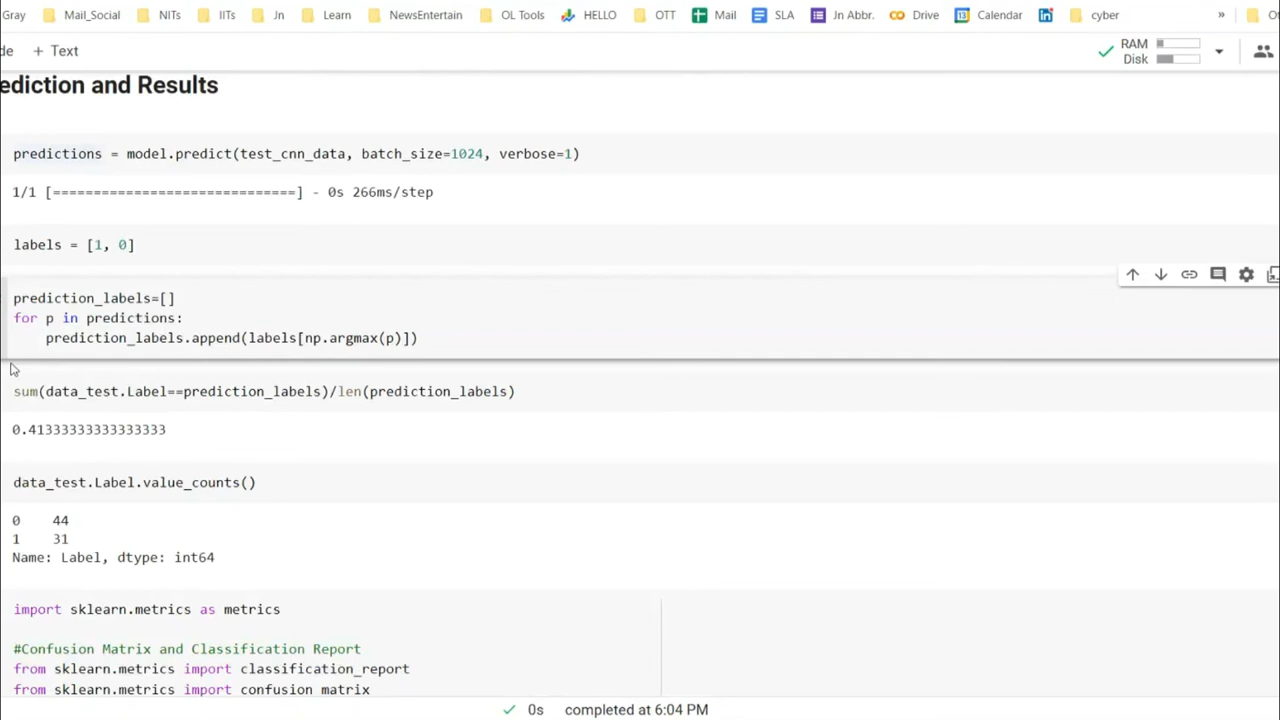 Gray Mail_Social NITs IITs Jn Learn NewsEntertain OL Tools HELLO OTT Mail SLA Jn Abbr. Drive Calendar cyber »
de + Text
RAM
Disk
ediction and Results
predictions = model.predict(test_cnn_data, batch_size=1024, verbose=1)
1/1 [==============================] - 0s 266ms/step
labels = [1, 0]
prediction_labels=[]
for p in predictions:
    prediction_labels.append(labels[np.argmax(p)])
sum(data_test.Label==prediction_labels)/len(prediction_labels)
0.41333333333333333
data_test.Label.value_counts()
0    44
1    31
Name: Label, dtype: int64
import sklearn.metrics as metrics
#Confusion Matrix and Classification Report
from sklearn.metrics import classification_report
from sklearn.metrics import confusion_matrix
0s completed at 6:04 PM